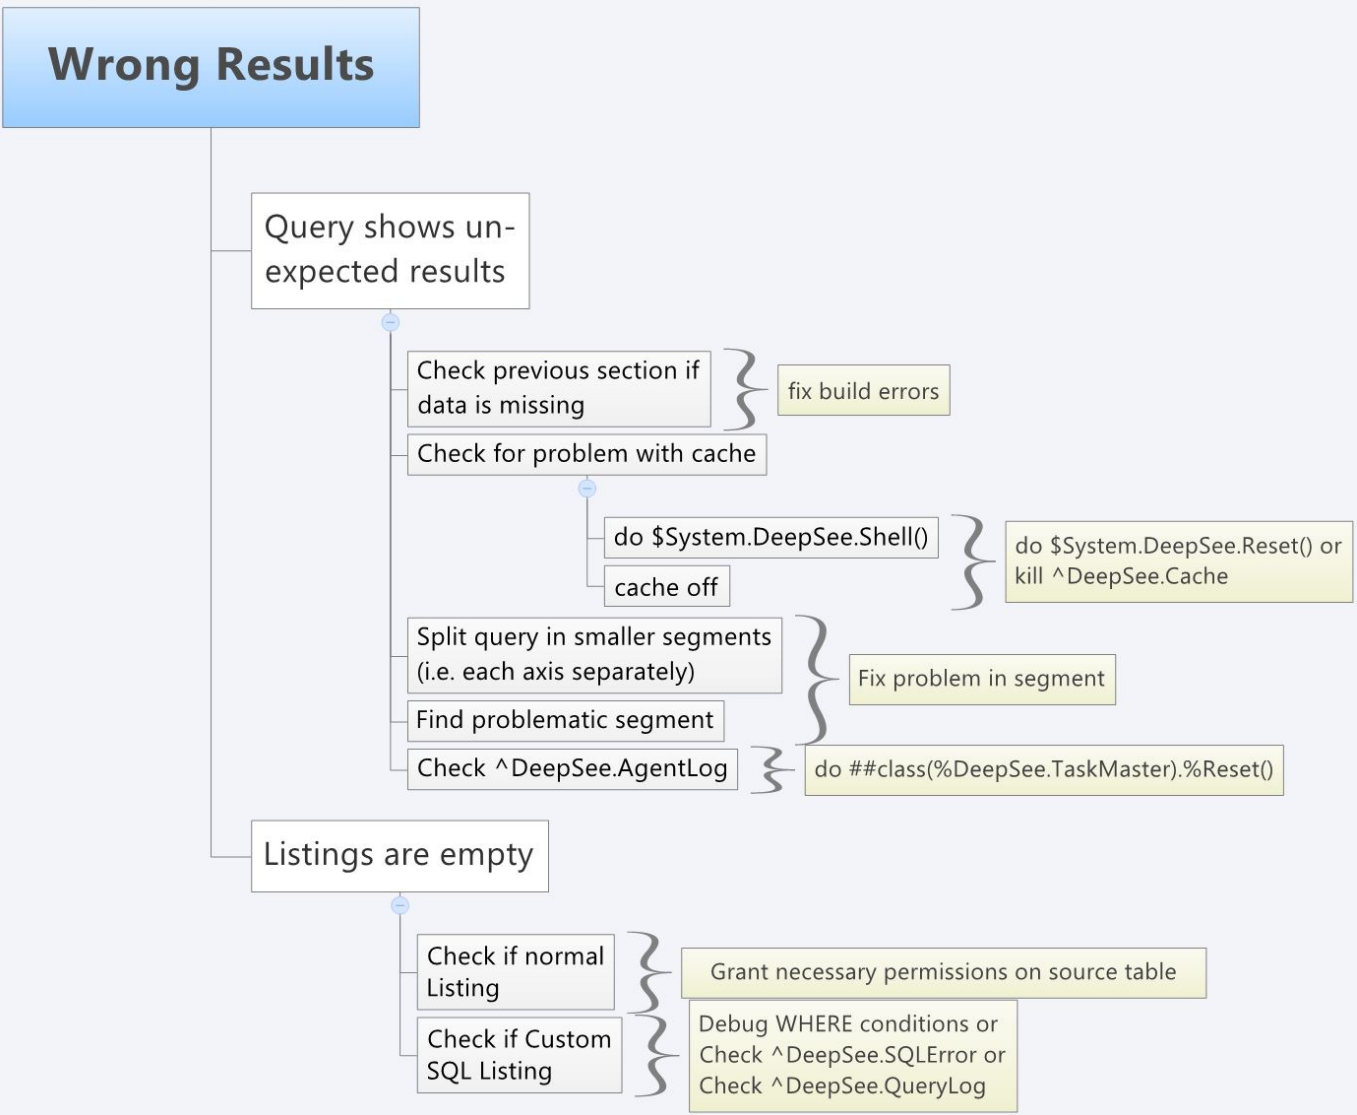 Wrong Results
Query shows un-
expected results
Check previous section if
data is missing
fix build errors
Check for problem with cache
do $System.DeepSee.Shell()
cache off
do $System.DeepSee.Reset() or
kill ^DeepSee.Cache
Split query in smaller segments
(i.e. each axis separately)
Find problematic segment
Fix problem in segment
Check ^DeepSee.AgentLog
do ##class(%DeepSee.TaskMaster).%Reset()
Listings are empty
Check if normal
Listing
Grant necessary permissions on source table
Check if Custom
SQL Listing
Debug WHERE conditions or
Check ^DeepSee.SQLError or
Check ^DeepSee.QueryLog